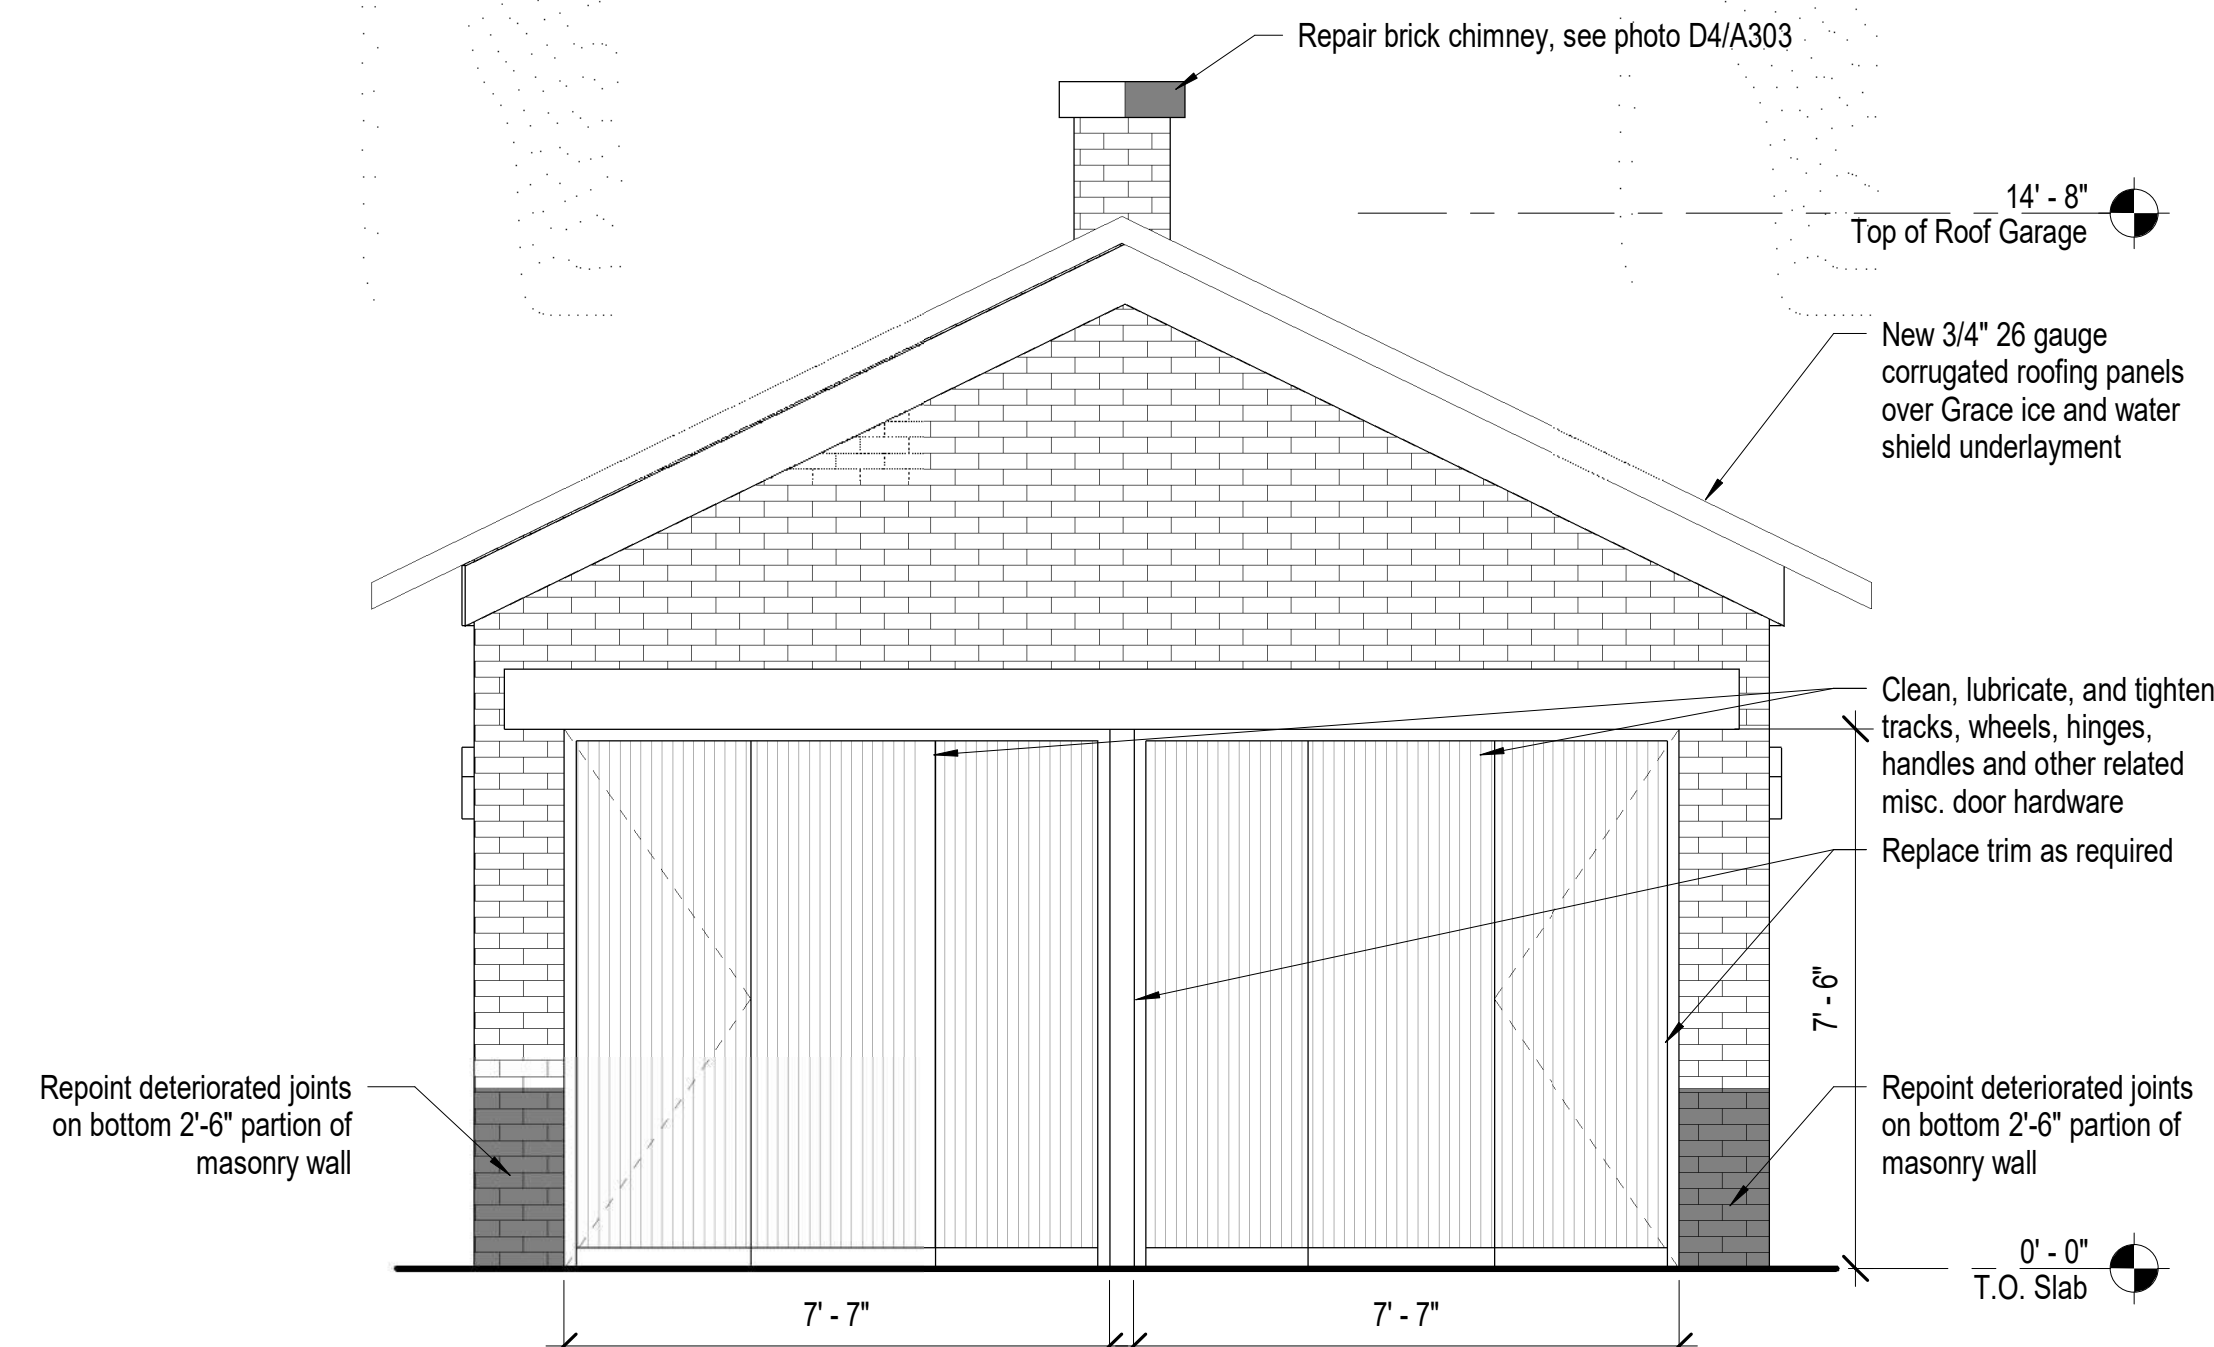 Repair brick chimney, see photo D4/A303
14' - 8"
Top of Roof Garage
New 3/4" 26 gauge
corrugated roofing panels
over Grace ice and water
shield underlayment
Clean, lubricate, and tighten
tracks, wheels, hinges,
handles and other related
misc. door hardware
Replace trim as required
7' - 6"
Repoint deteriorated joints
on bottom 2'-6" partion of
masonry wall
Repoint deteriorated joints
on bottom 2'-6" partion of
masonry wall
0' - 0"
T.O. Slab
7' - 7"
7' - 7"